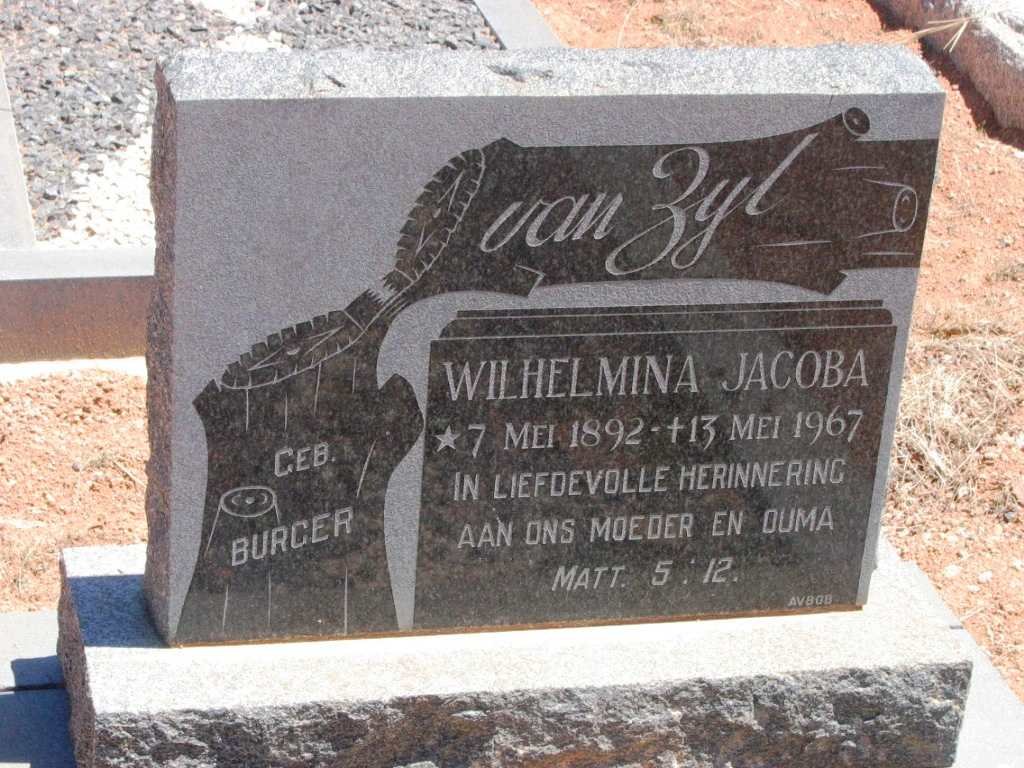 van Zyl
GEB.
BURGER
WILHELMINA JACOBA
★7 MEI 1892-✝13 MEI 1967
IN LIEFDEVOLLE HERINNERING
AAN ONS MOEDER EN OUMA
MATT. 5:12.
AVBOB